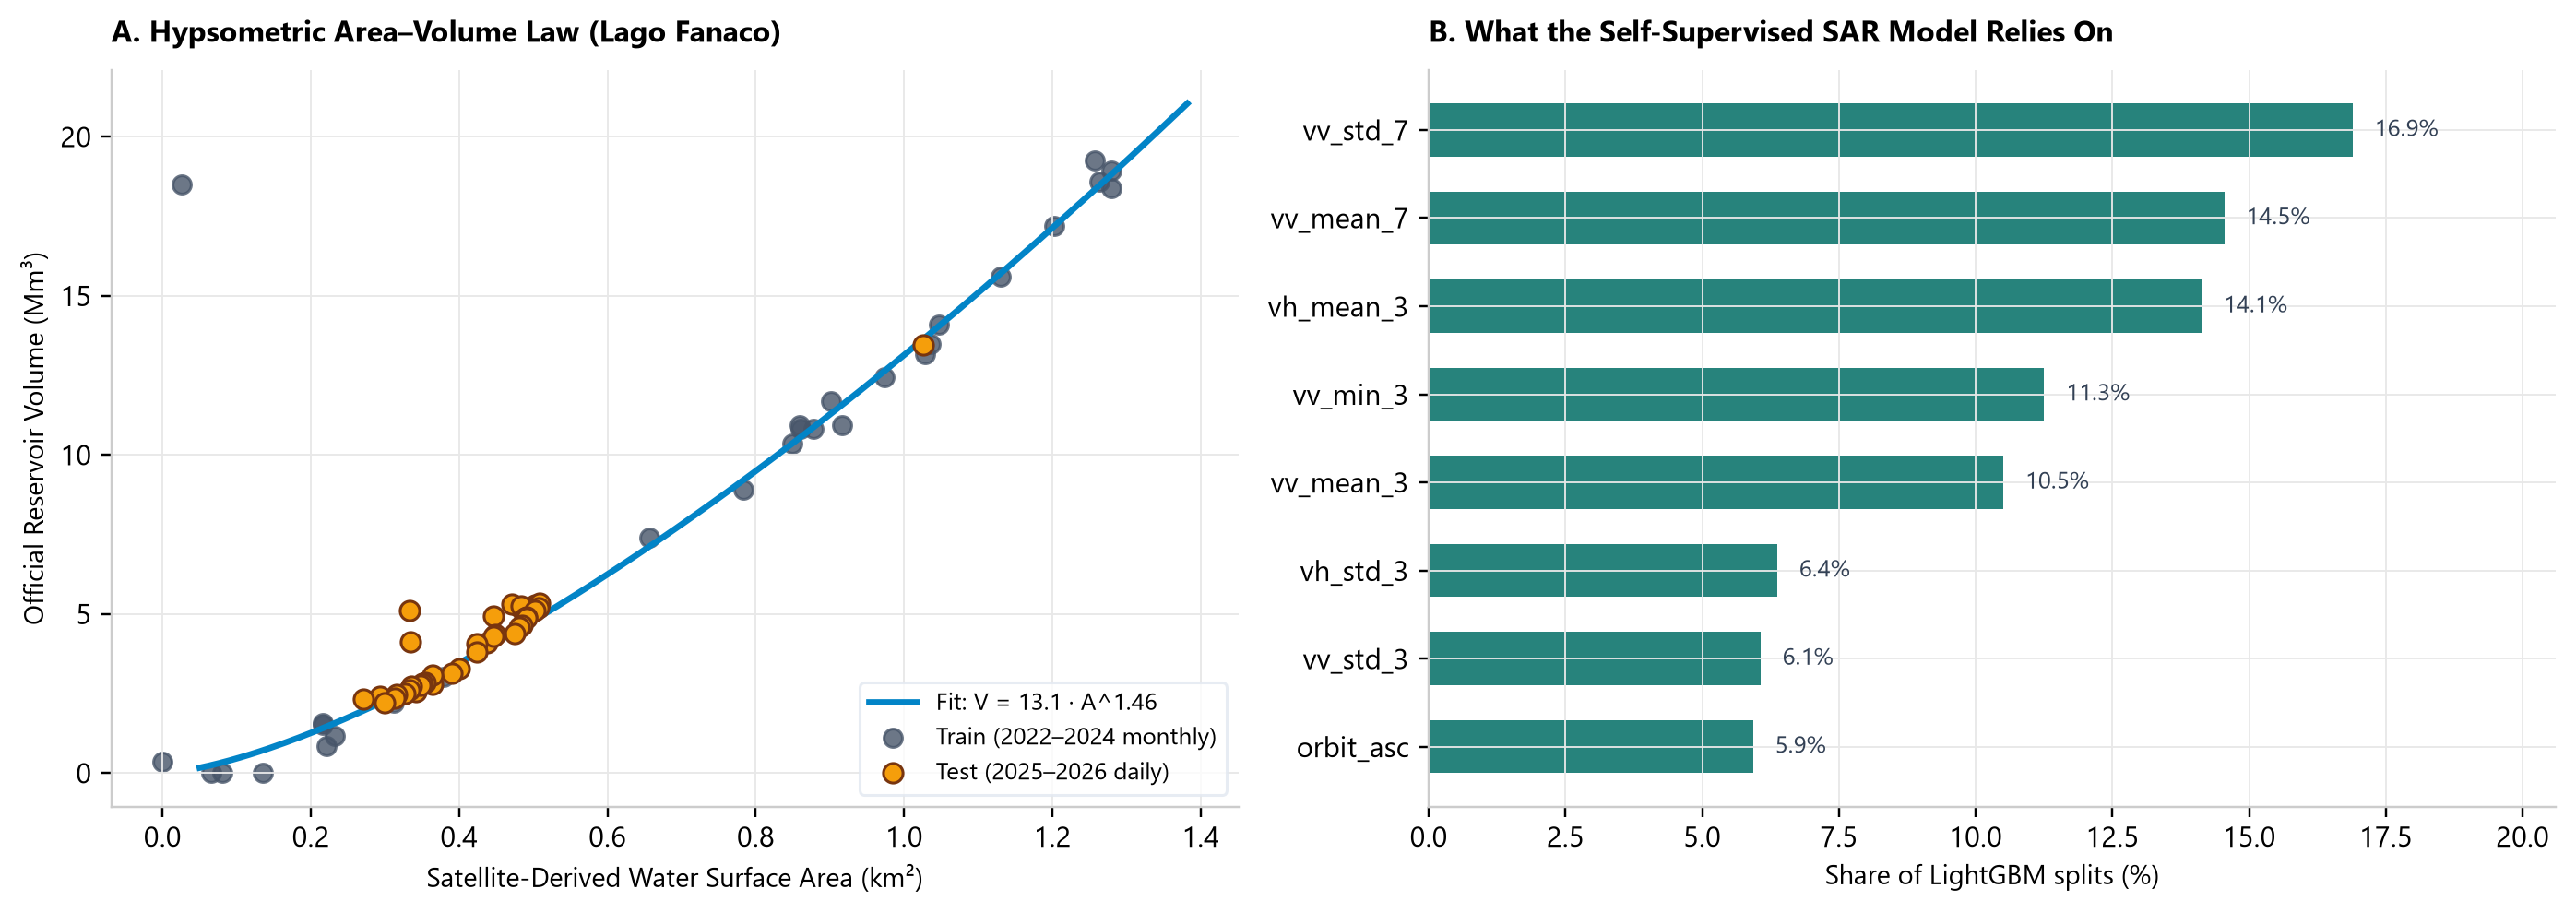 A. Hypsometric Area–Volume Law (Lago Fanaco)
Official Reservoir Volume (Mm³)
20
15
10
5
0
0.0 0.2 0.4 0.6 0.8 1.0 1.2 1.4
Satellite-Derived Water Surface Area (km²)
Fit: V = 13.1 · A^1.46
Train (2022–2024 monthly)
Test (2025–2026 daily)
B. What the Self-Supervised SAR Model Relies On
vv_std_7 16.9%
vv_mean_7 14.5%
vh_mean_3 14.1%
vv_min_3 11.3%
vv_mean_3 10.5%
vh_std_3 6.4%
vv_std_3 6.1%
orbit_asc 5.9%
0.0 2.5 5.0 7.5 10.0 12.5 15.0 17.5 20.0
Share of LightGBM splits (%)